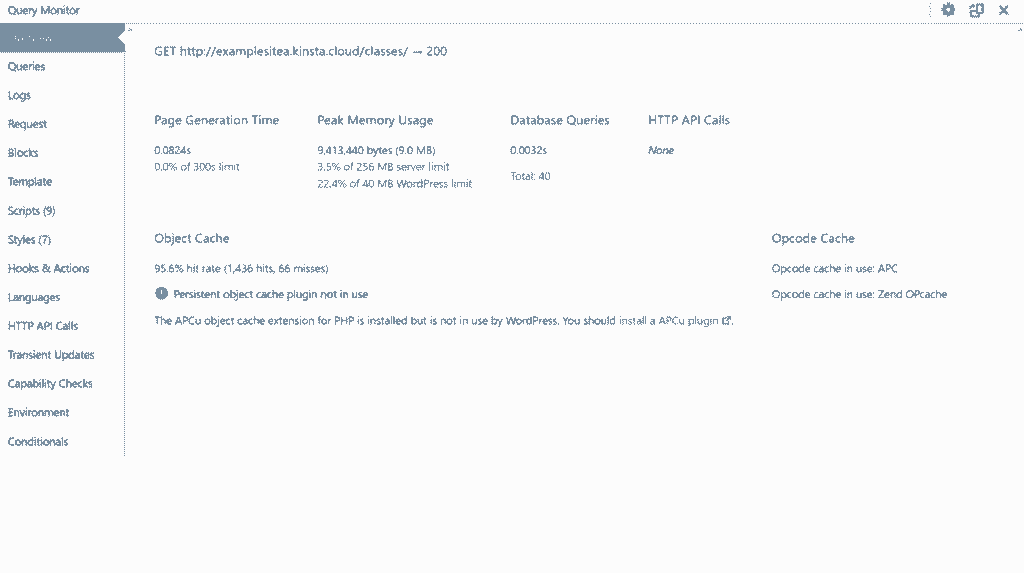 Query Monitor
GET http://examplesitea.kinsta.cloud/classes/ → 200
Queries
Logs
Request
Blocks
Template
Scripts (9)
Styles (7)
Hooks & Actions
Languages
HTTP API Calls
Transient Updates
Capability Checks
Environment
Conditionals
Page Generation Time
0.0824s
0.0% of 300s limit
Peak Memory Usage
9,413,440 bytes (9.0 MB)
3.5% of 256 MB server limit
22.4% of 40 MB WordPress limit
Database Queries
0.0032s
Total: 40
HTTP API Calls
None
Object Cache
95.6% hit rate (1,436 hits, 66 misses)
Persistent object cache plugin not in use
The APCu object cache extension for PHP is installed but is not in use by WordPress. You should install a APCu plugin.
Opcode Cache
Opcode cache in use: APC
Opcode cache in use: Zend OPcache